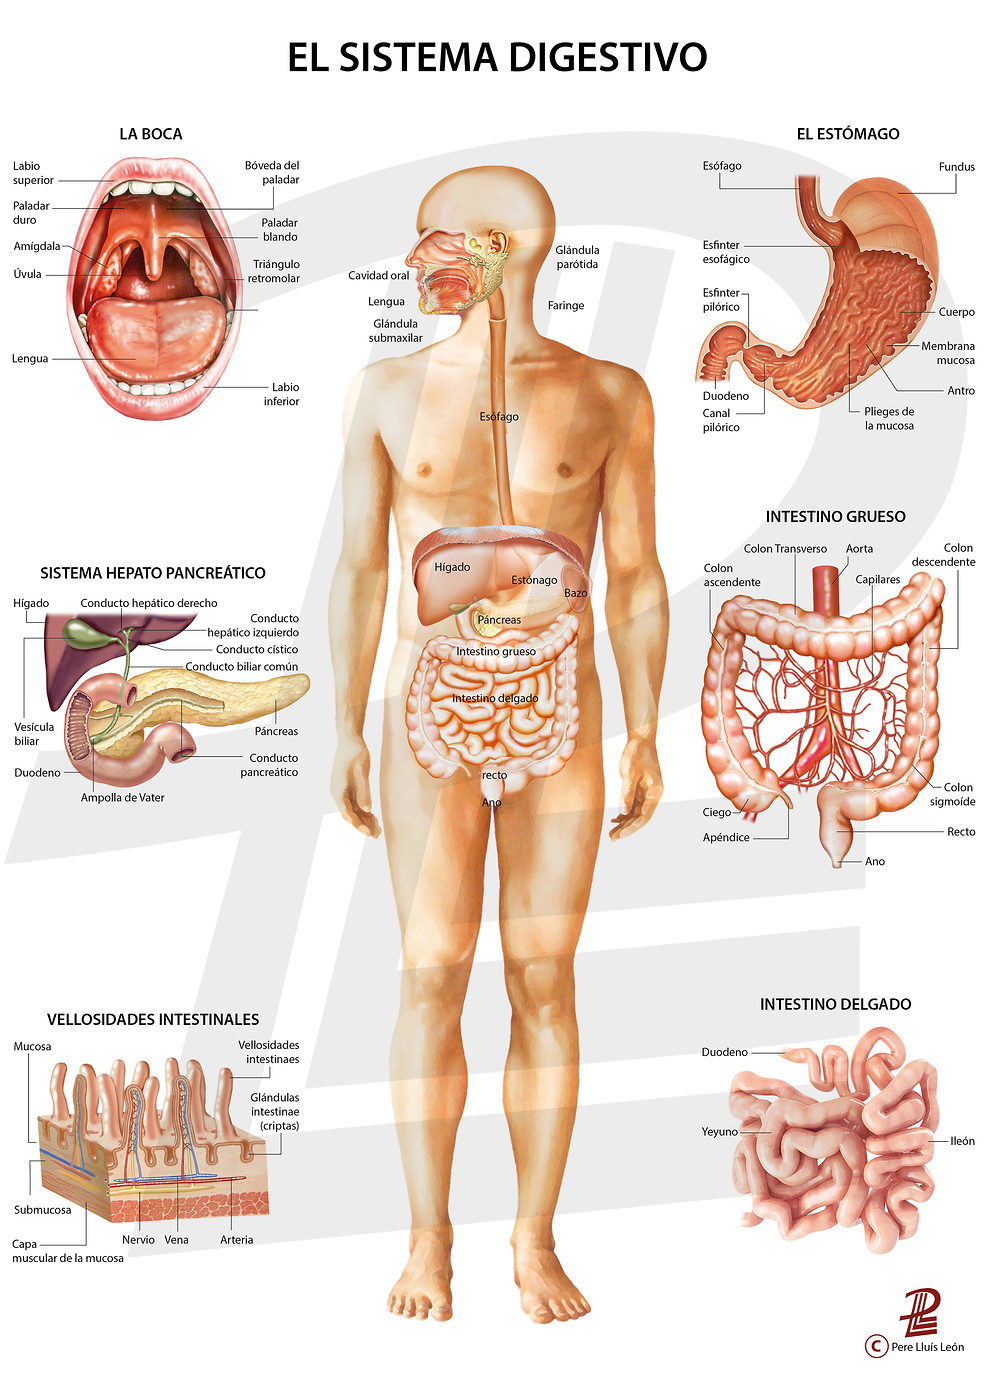 EL SISTEMA DIGESTIVO
LA BOCA
Labio
superior
Paladar
duro
Amígdala
Úvula
Lengua
Bóveda del
paladar
Paladar
blando
Triángulo
retromolar
Labio
inferior
Cavidad oral
Lengua
Glándula
submaxilar
Glándula
parótida
Faringe
Esófago
Hígado
Estónago
Bazo
Páncreas
Intestino grueso
Intestino delgado
recto
Ano
EL ESTÓMAGO
Esófago
Fundus
Esfinter
esofágico
Esfinter
pilórico
Cuerpo
Membrana
mucosa
Antro
Duodeno
Canal
pilórico
Plieges de
la mucosa
SISTEMA HEPATO PANCREÁTICO
Hígado
Conducto hepático derecho
Conducto
hepático izquierdo
Conducto cístico
Conducto biliar común
Vesícula
biliar
Páncreas
Duodeno
Conducto
pancreático
Ampolla de Vater
INTESTINO GRUESO
Colon Transverso
Aorta
Colon
descendente
Colon
ascendente
Capilares
Colon
sigmoíde
Ciego
Apéndice
Recto
Ano
VELLOSIDADES INTESTINALES
Mucosa
Vellosidades
intestinaes
Glándulas
intestinae
(criptas)
Submucosa
Capa
muscular de la mucosa
Nervio
Vena
Arteria
INTESTINO DELGADO
Duodeno
Yeyuno
Ileón
C Pere Lluís León